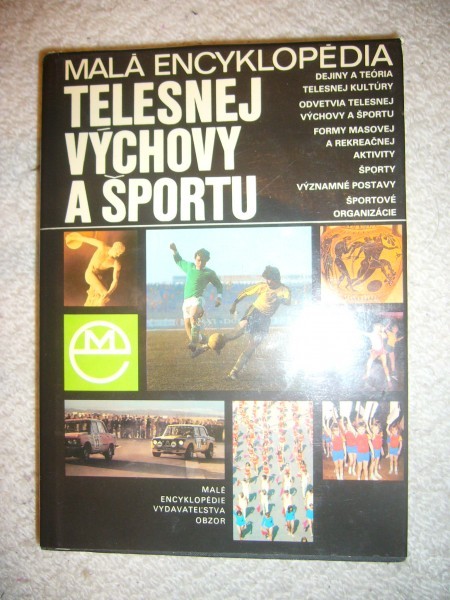 MALÁ ENCYKLOPÉDIA
TELESNEJ
VÝCHOVY
A ŠPORTU
DEJINY A TEÓRIA
TELESNEJ KULTÚRY
ODVETVIA TELESNEJ
VÝCHOVY A ŠPORTU
FORMY MASOVEJ
A REKREAČNEJ
AKTIVITY
ŠPORTY
VÝZNAMNÉ POSTAVY
ŠPORTOVÉ
ORGANIZÁCIE
M
MALÉ
ENCYKLOPÉDIE
VYDAVATEĽSTVA
OBZOR